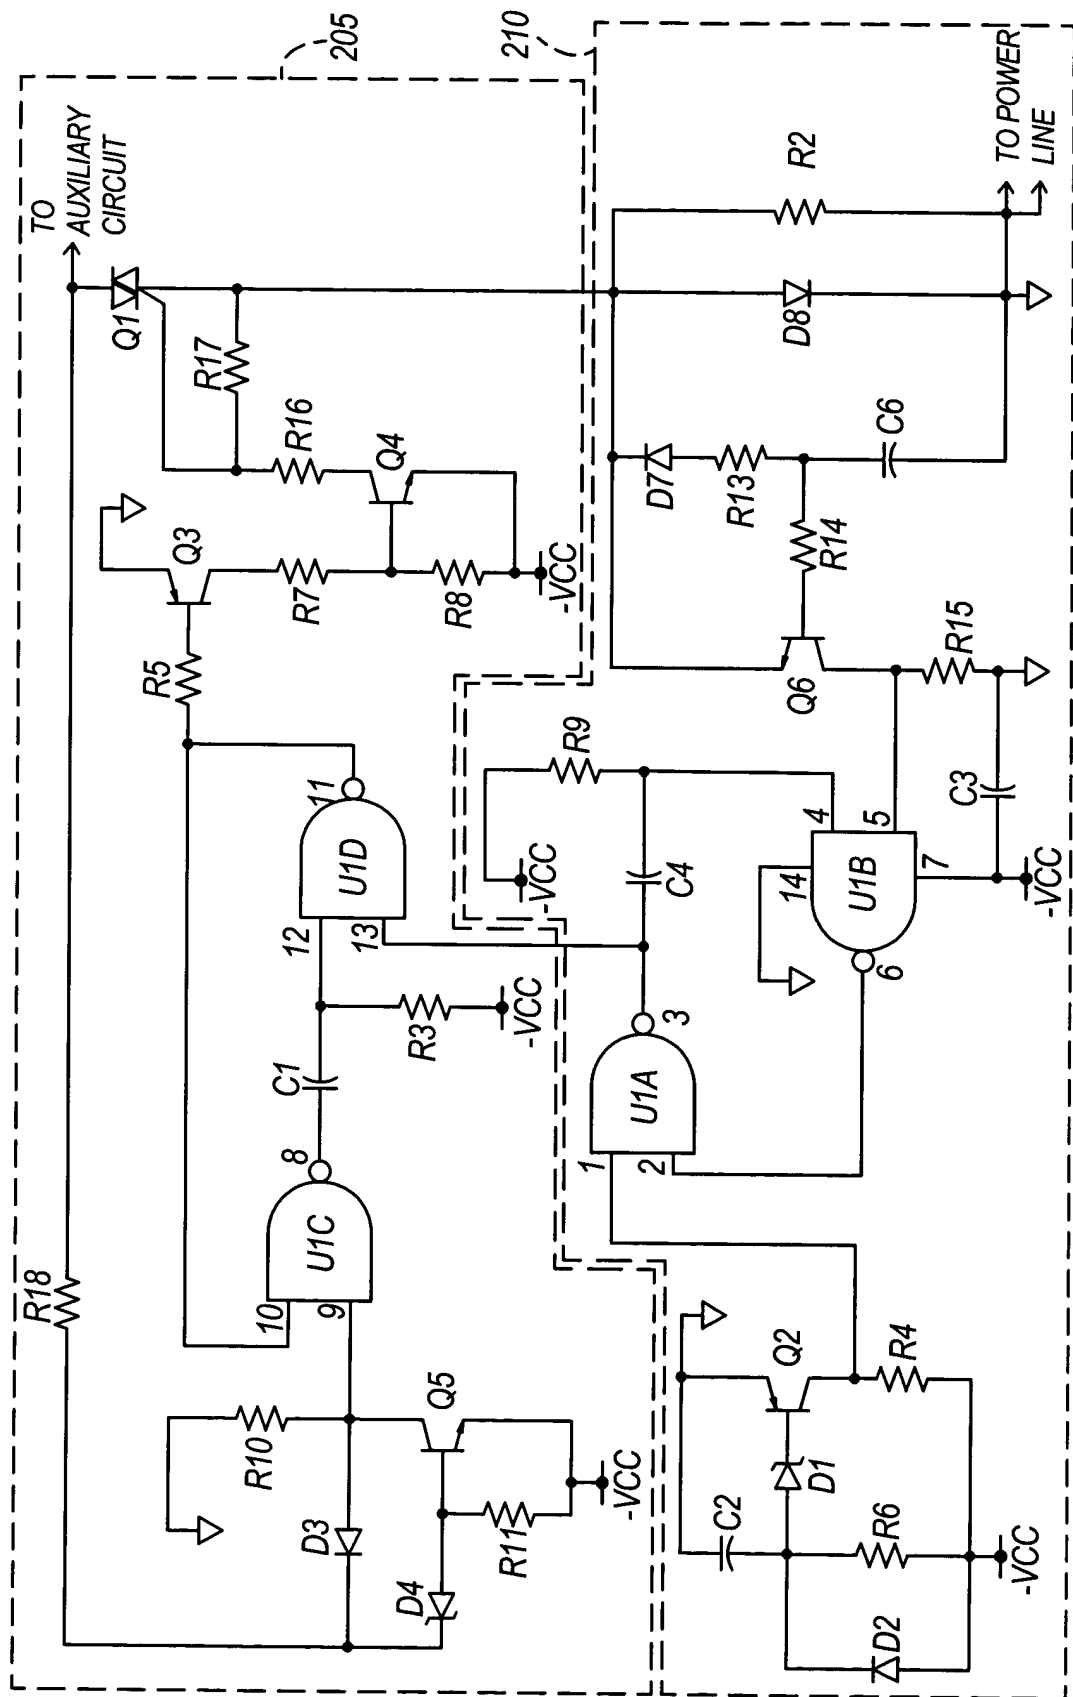 205
210
TO
AUXILIARY
CIRCUIT
TO POWER
LINE
Q1
R17
R16
Q4
Q3
R7
R8
-VCC
R5
R2
D8
D7
R13
C6
R14
Q6
R15
C3
-VCC
R9
-VCC
C4
4
5
14
7
U1B
6
11
U1D
12
13
R3
-VCC
C1
3
U1A
1
2
8
U1C
10
9
R18
R10
Q5
D3
D4
R11
-VCC
Q2
R4
D1
C2
R6
D2
-VCC